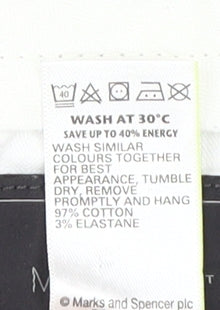 40
WASH AT 30°C
SAVE UP TO 40% ENERGY
WASH SIMILAR
COLOURS TOGETHER
FOR BEST
APPEARANCE, TUMBLE
DRY, REMOVE
PROMPTLY AND HANG
97% COTTON
3% ELASTANE
M T
© Marks and Spencer plc